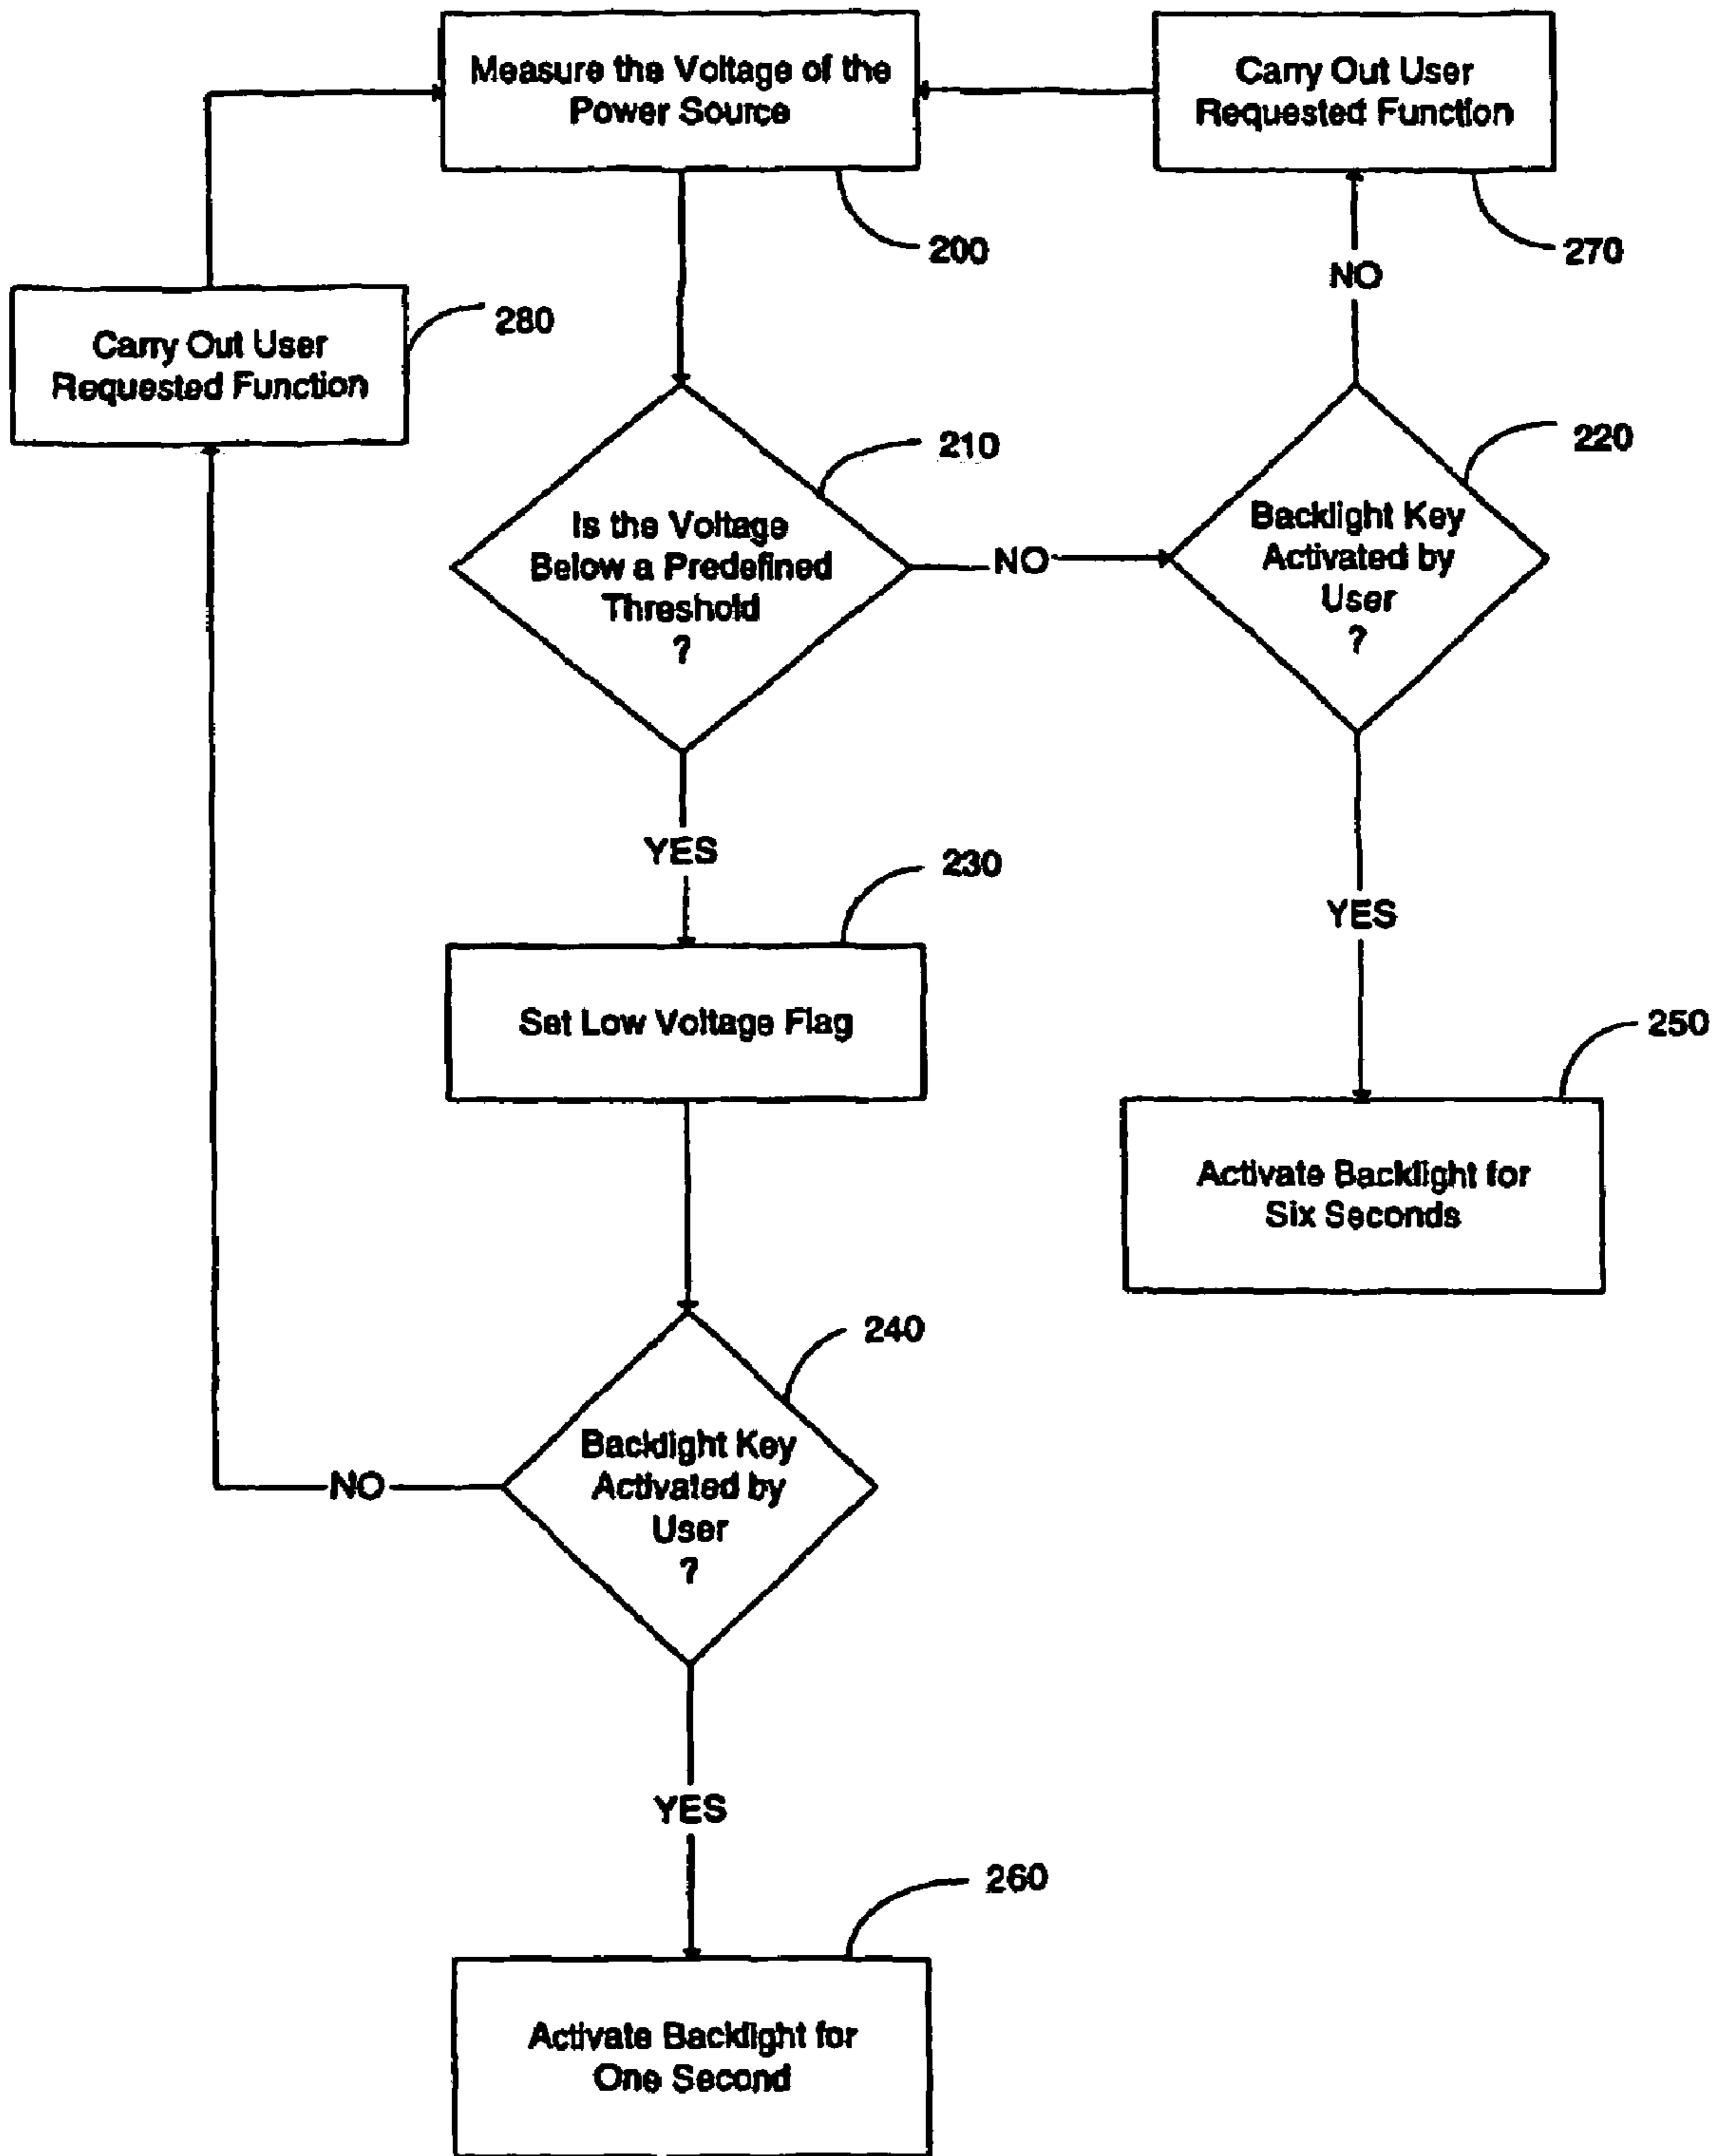 Measure the Voltage of the
Power Source
200
Carry Out User
Requested Function
270
NO
Carry Out User
Requested Function
280
Is the Voltage
Below a Predefined
Threshold
?
210
NO
Backlight Key
Activated by
User
?
220
YES
YES
Set Low Voltage Flag
230
Activate Backlight for
Six Seconds
250
Backlight Key
Activated by
User
?
240
NO
YES
Activate Backlight for
One Second
260